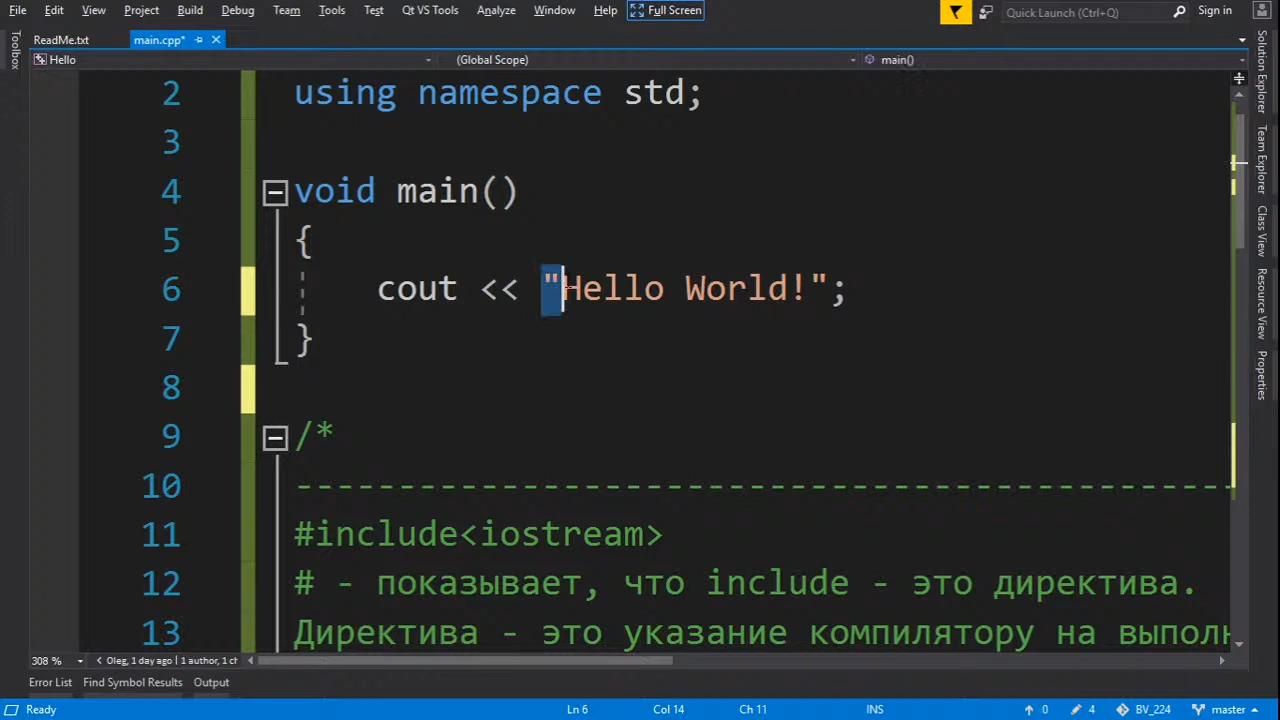 File Edit View Project Build Debug Team Tools Test Qt VS Tools Analyze Window Help Full Screen Quick Launch (Ctrl+Q) Sign in
ReadMe.txt main.cpp*
Hello (Global Scope) main()
Toolbox
Solution Explorer
Team Explorer
Class View
Property Manager
Properties
2 using namespace std;
3
4 void main()
5 {
6 cout << "Hello World!";
7 }
8
9 /*
10 --------------------------------------------------
11 #include<iostream>
12 # - показывает, что include - это директива.
13 Директива - это указание компилятору на выполн
308 % Oleg, 1 day ago | 1 author, 1 ch
Error List Find Symbol Results Output
Ready Ln 6 Col 14 Ch 11 INS 0 4 BV_224 master